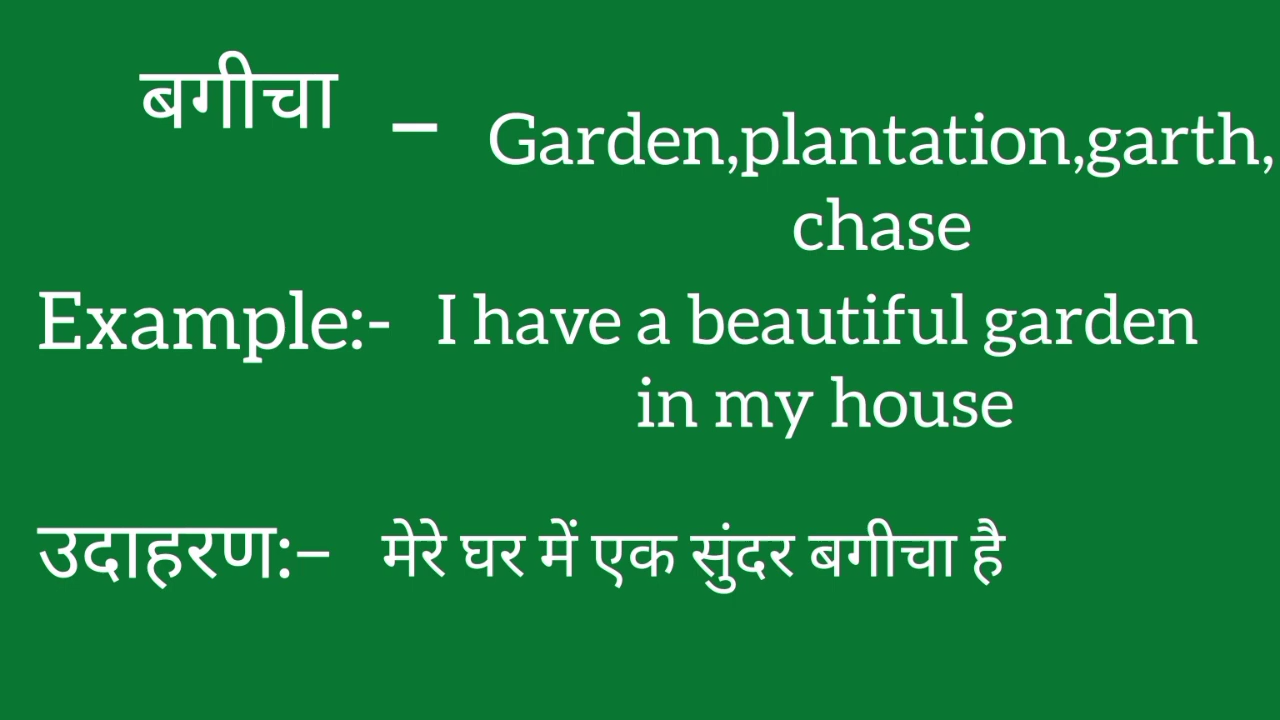 बगीचा – Garden,plantation,garth,
chase
Example:- I have a beautiful garden
in my house
उदाहरण:– मेरे घर में एक सुंदर बगीचा है